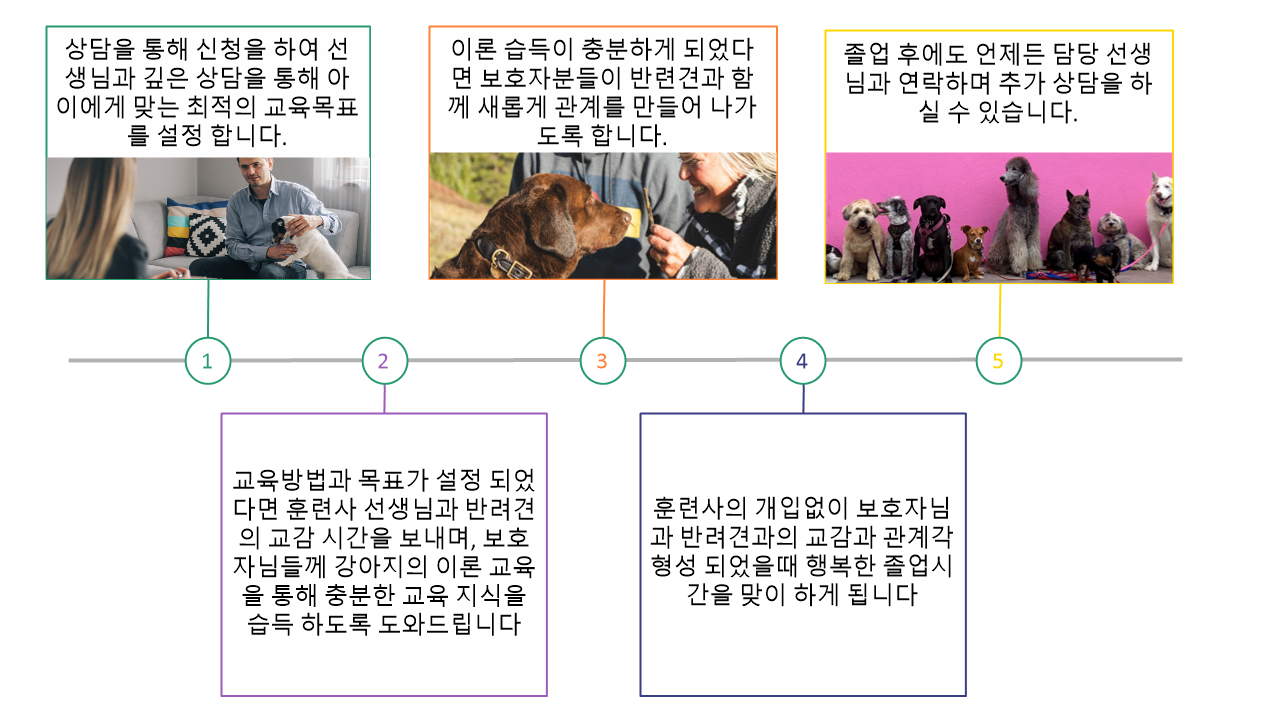 상담을 통해 신청을 하여 선
생님과 깊은 상담을 통해 아
이에게 맞는 최적의 교육목표
를 설정 합니다.
이론 습득이 충분하게 되었다
면 보호자분들이 반련견과 함
께 새롭게 관계를 만들어 나가
도록 합니다.
졸업 후에도 언제든 담당 선생
님과 연락하며 추가 상담을 하
실 수 있습니다.
1
2
3
4
5
교육방법과 목표가 설정 되었
다면 훈련사 선생님과 반려견
의 교감 시간을 보내며, 보호
자님들께 강아지의 이론 교육
을 통해 충분한 교육 지식을
습득 하도록 도와드립니다
훈련사의 개입없이 보호자님
과 반려견과의 교감과 관계각
형성 되었을때 행복한 졸업시
간을 맞이 하게 됩니다